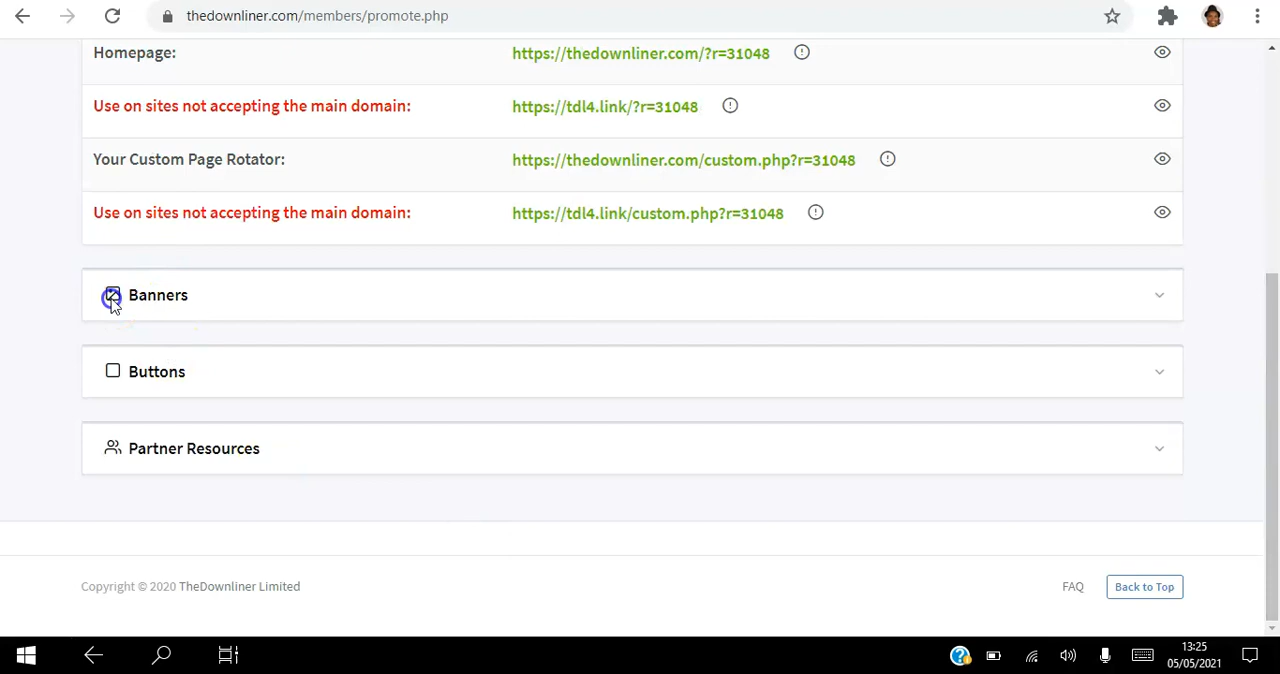 thedownliner.com/members/promote.php
Homepage: https://thedownliner.com/?r=31048
Use on sites not accepting the main domain: https://tdl4.link/?r=31048
Your Custom Page Rotator: https://thedownliner.com/custom.php?r=31048
Use on sites not accepting the main domain: https://tdl4.link/custom.php?r=31048
Banners
Buttons
Partner Resources
Copyright © 2020 TheDownliner Limited FAQ Back to Top
13:25
05/05/2021